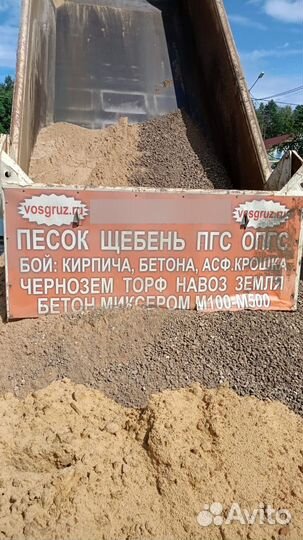 vosgruz.ru vosgruz.ru
ПЕСОК ЩЕБЕНЬ ПГС ОПГС
БОЙ: КИРПИЧА, БЕТОНА, АСФ.КРОШКА
ЧЕРНОЗЕМ ТОРФ НАВОЗ ЗЕМЛЯ
БЕТОН МИКСЕРОМ М100-М500
Avito